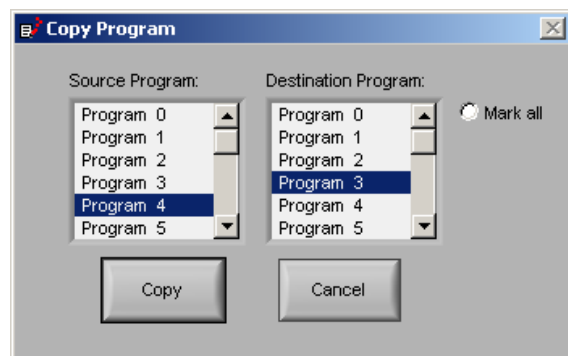 Copy Program
Source Program:
Program 0
Program 1
Program 2
Program 3
Program 4
Program 5
Destination Program:
Program 0
Program 1
Program 2
Program 3
Program 4
Program 5
Mark all
Copy
Cancel